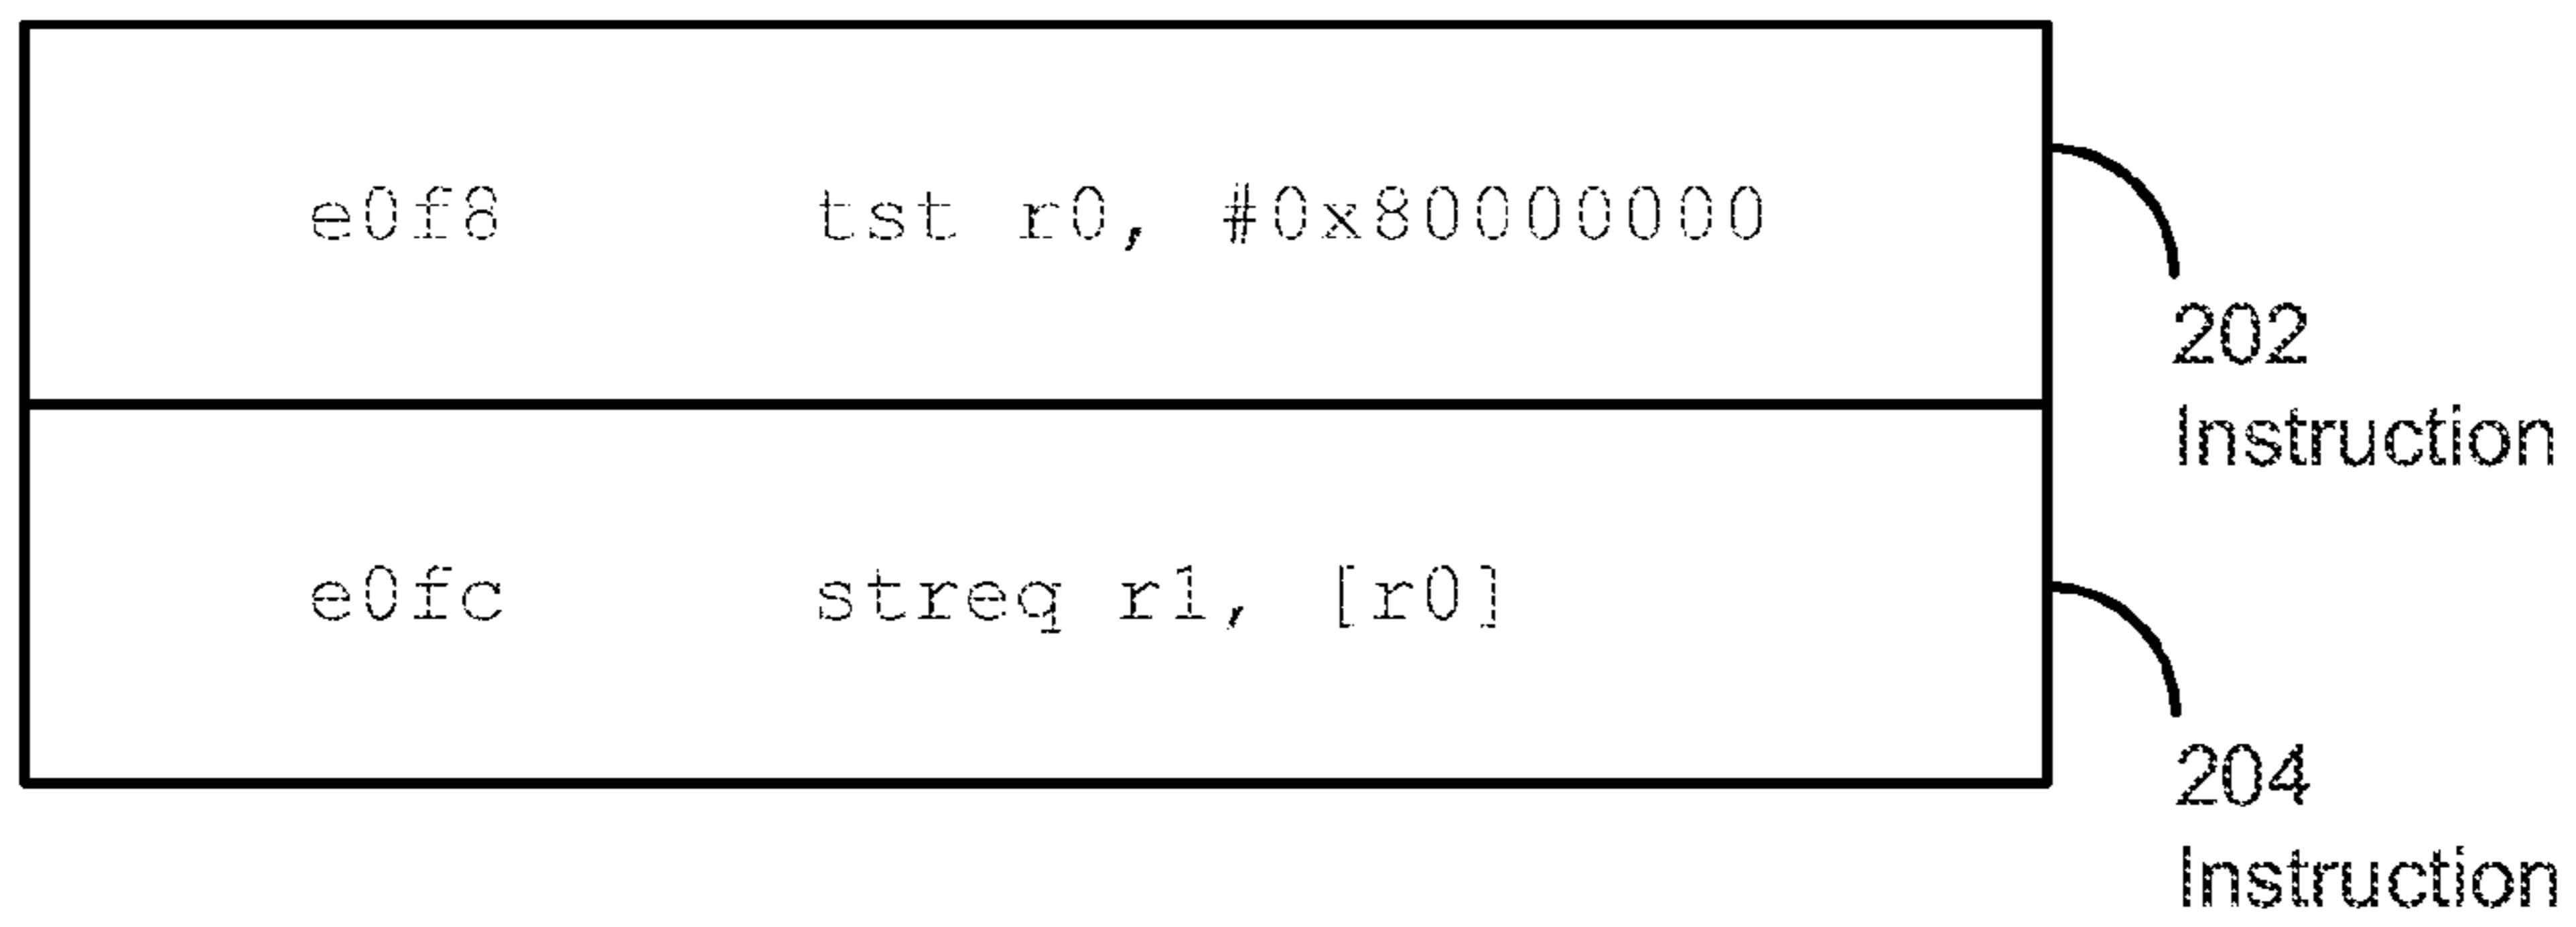 e0f8 tst r0, #0x80000000
202
Instruction
e0fc streq r1, [r0]
204
Instruction